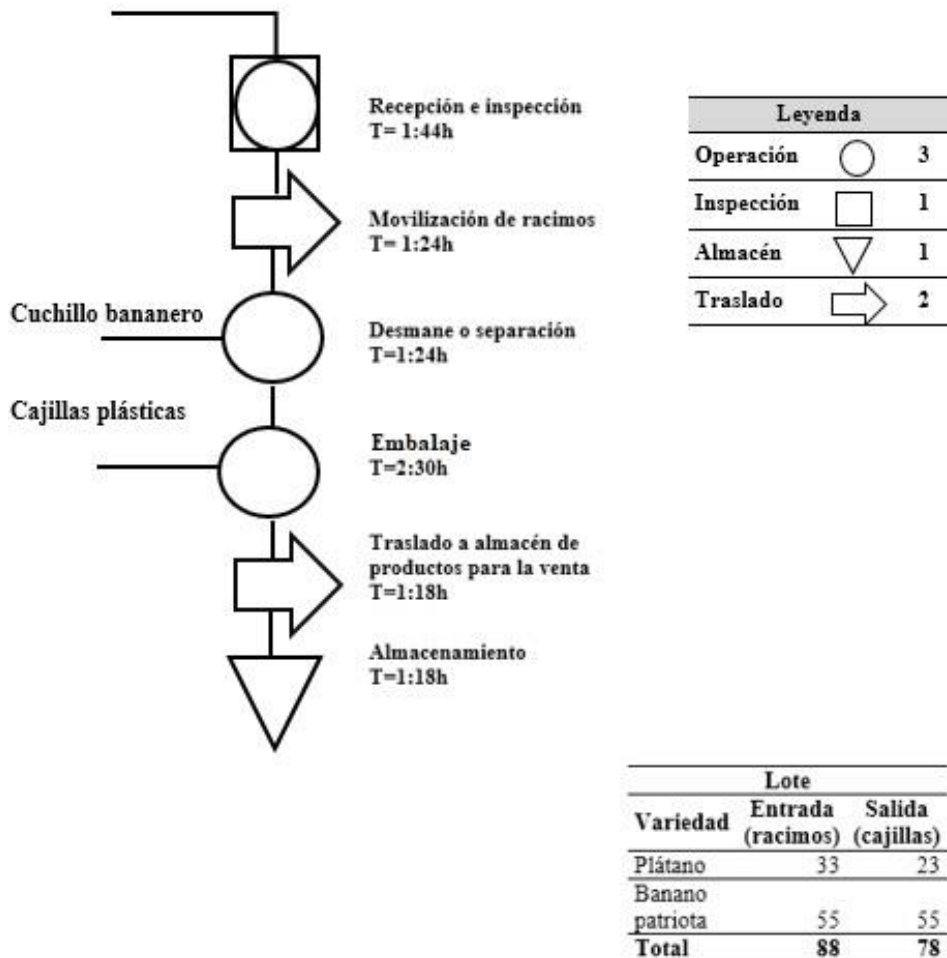 Recepción e inspección
T= 1:44h
Movilización de racimos
T= 1:24h
Cuchillo bananero
Desmane o separación
T=1:24h
Cajillas plásticas
Embalaje
T=2:30h
Traslado a almacén de
productos para la venta
T=1:18h
Almacenamiento
T=1:18h
Leyenda
Operación 3
Inspección 1
Almacén 1
Traslado 2
Lote
Variedad Entrada (racimos) Salida (cajillas)
Plátano 33 23
Banano
patriota 55 55
Total 88 78